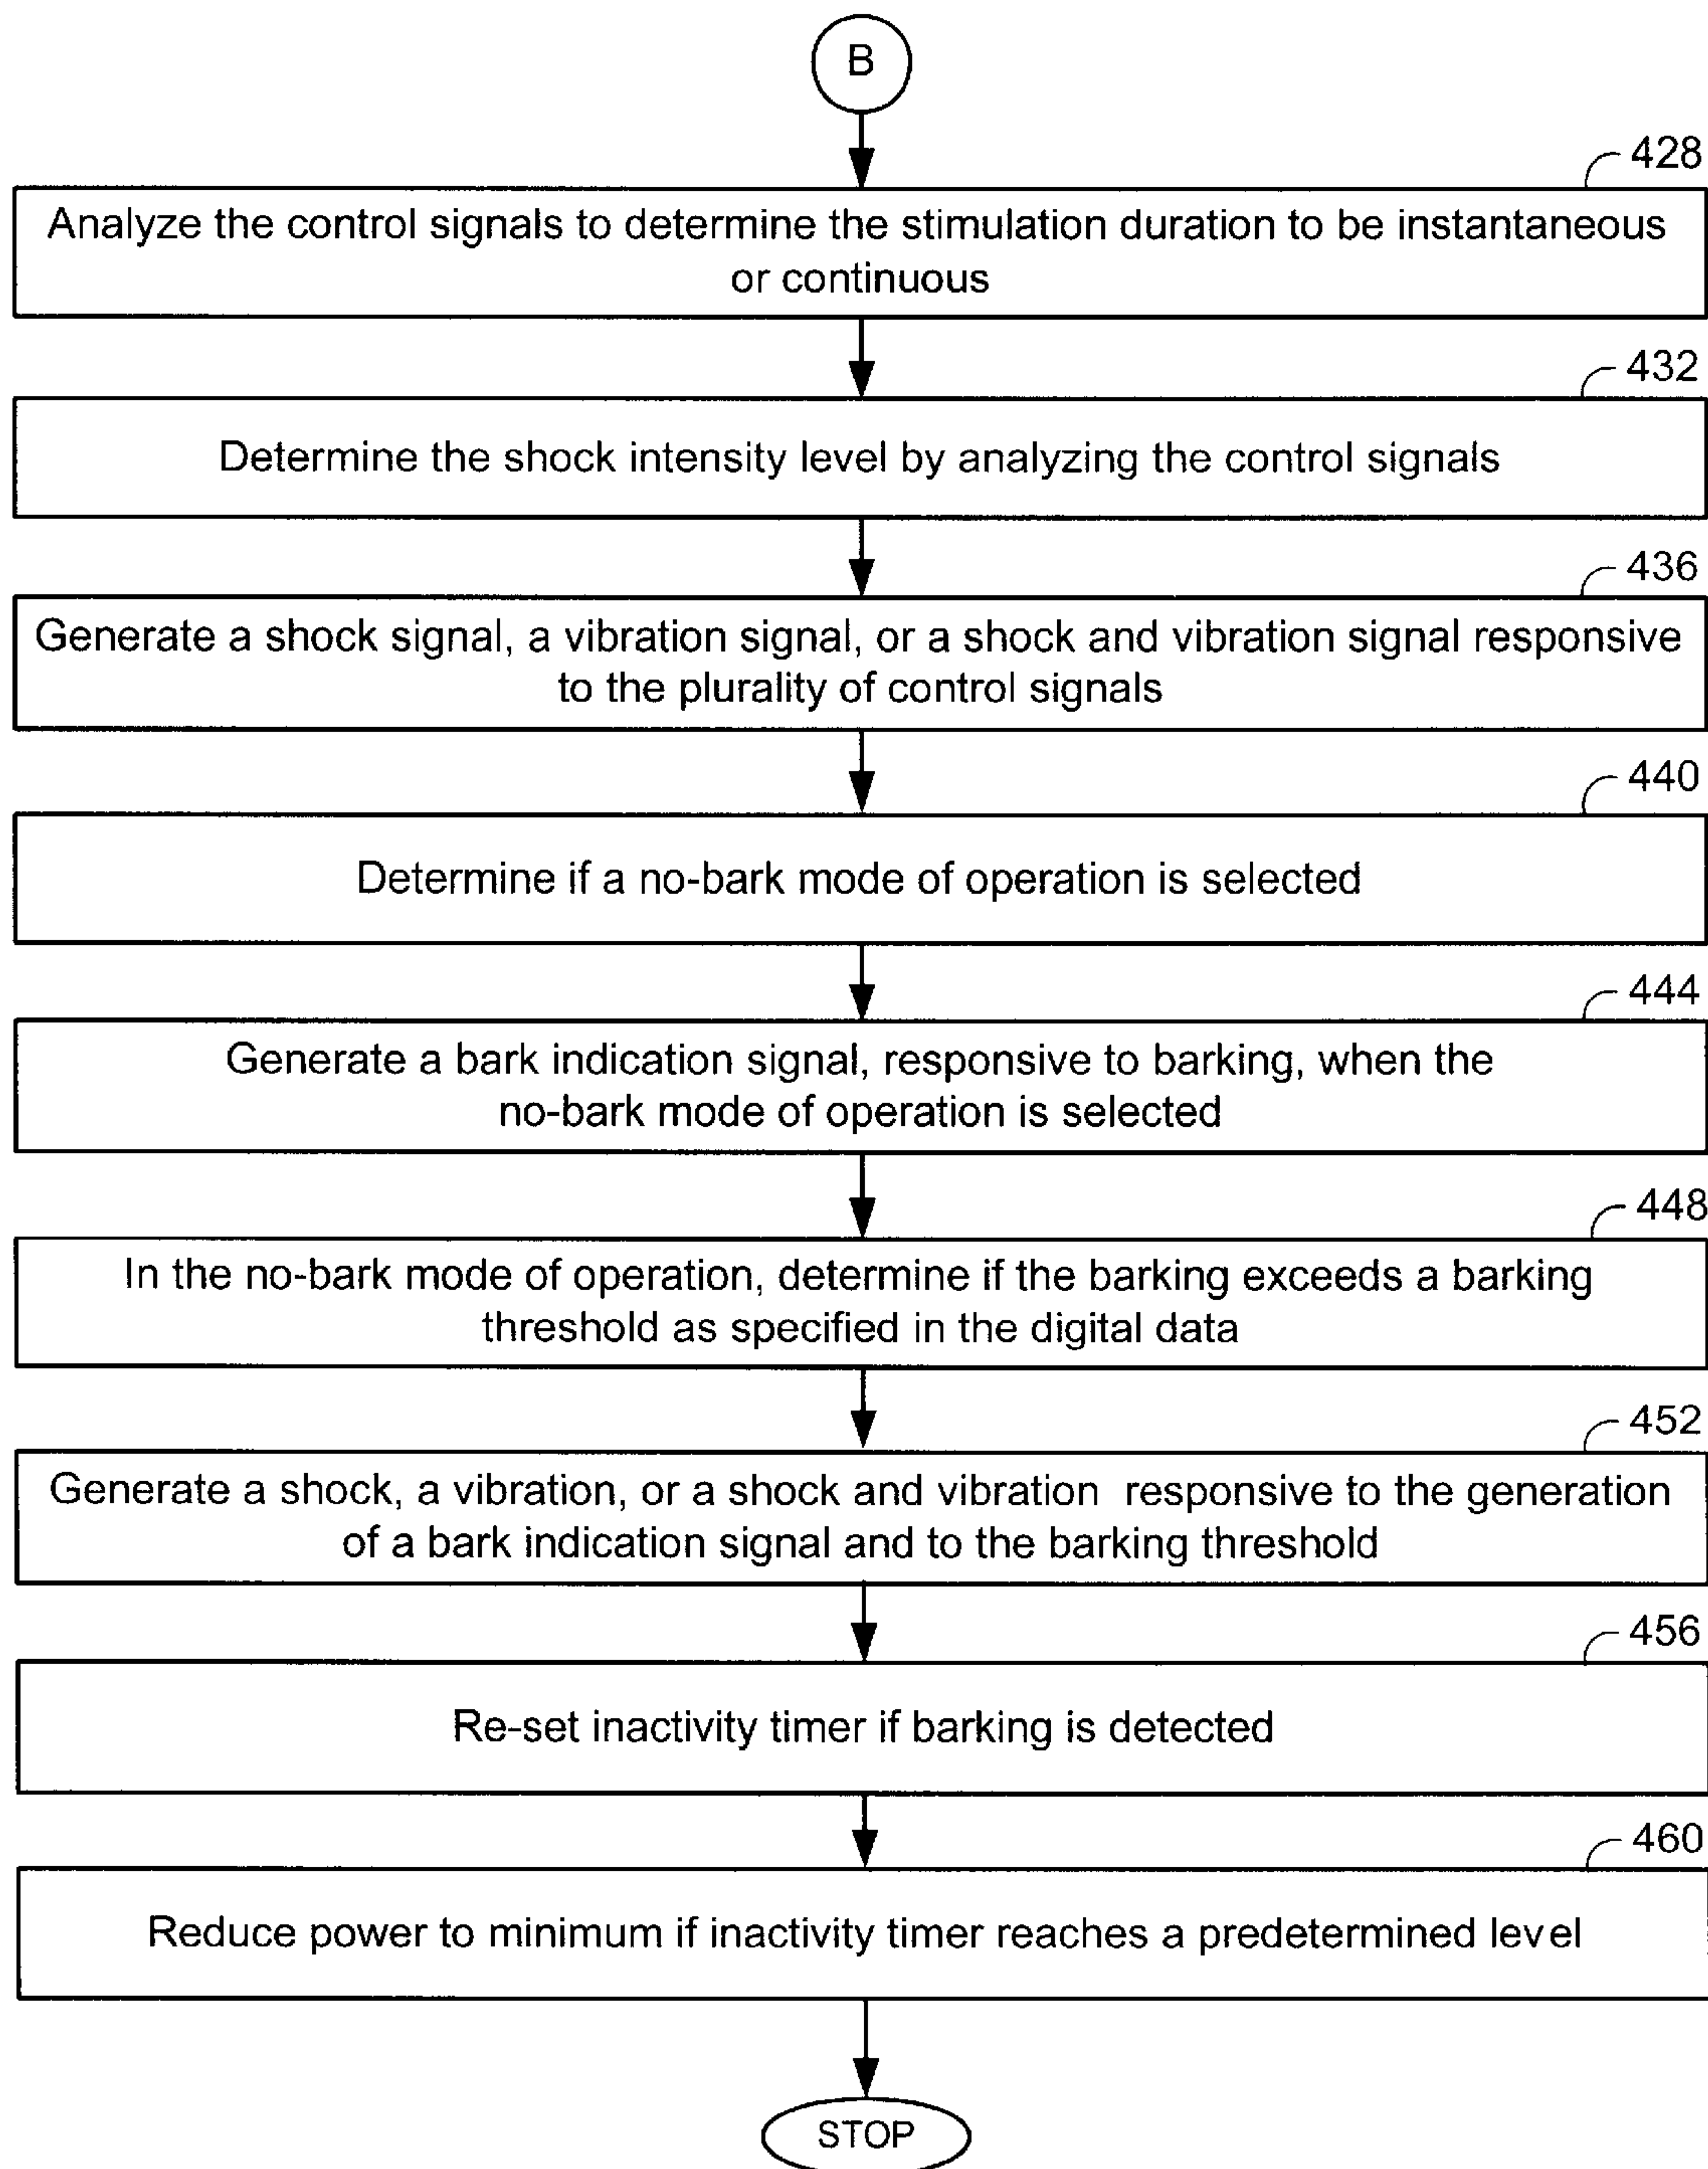 B
428
Analyze the control signals to determine the stimulation duration to be instantaneous
or continuous
432
Determine the shock intensity level by analyzing the control signals
436
Generate a shock signal, a vibration signal, or a shock and vibration signal responsive
to the plurality of control signals
440
Determine if a no-bark mode of operation is selected
444
Generate a bark indication signal, responsive to barking, when the
no-bark mode of operation is selected
448
In the no-bark mode of operation, determine if the barking exceeds a barking
threshold as specified in the digital data
452
Generate a shock, a vibration, or a shock and vibration responsive to the generation
of a bark indication signal and to the barking threshold
456
Re-set inactivity timer if barking is detected
460
Reduce power to minimum if inactivity timer reaches a predetermined level
STOP